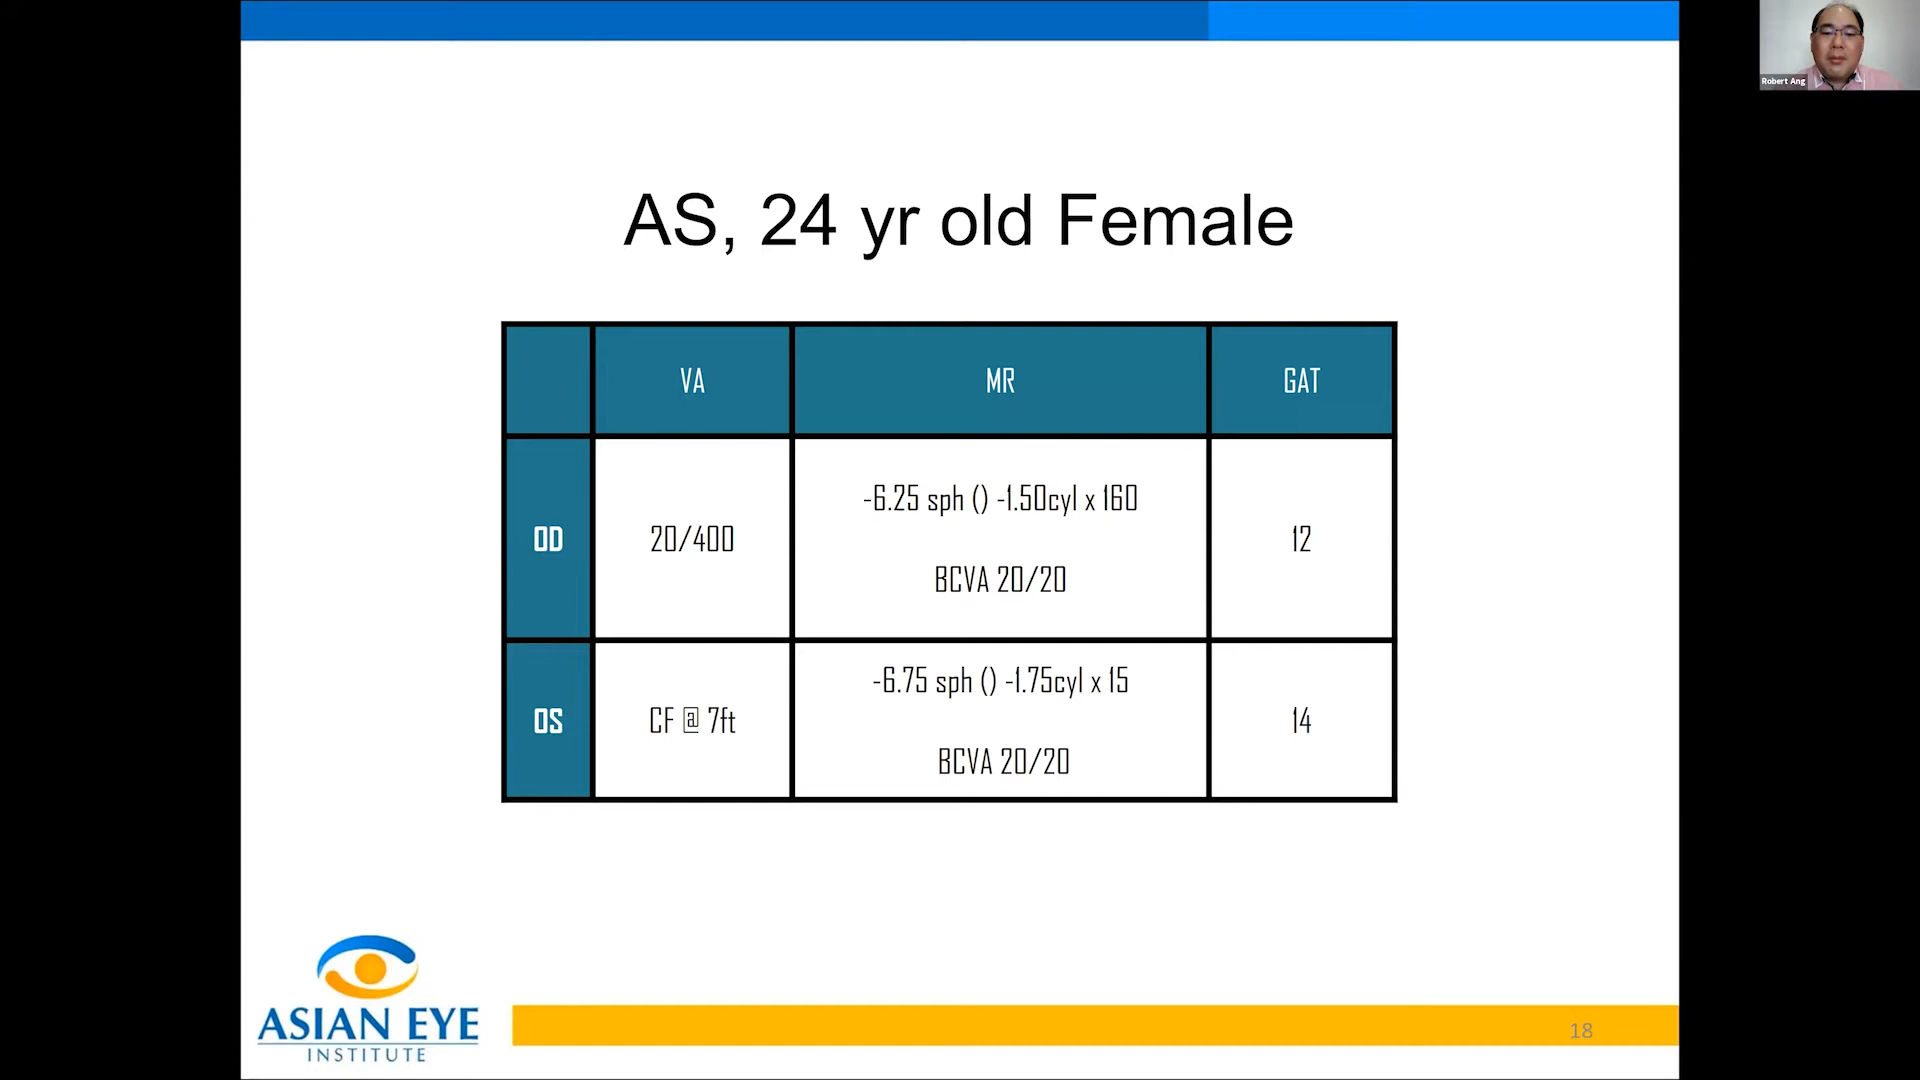 Robert Ang
AS, 24 yr old Female
VA MR GAT
OD 20/400 -6.25 sph () -1.50cyl x 160 12
BCVA 20/20
OS CF @ 7ft -6.75 sph () -1.75cyl x 15 14
BCVA 20/20
ASIAN EYE
INSTITUTE
18